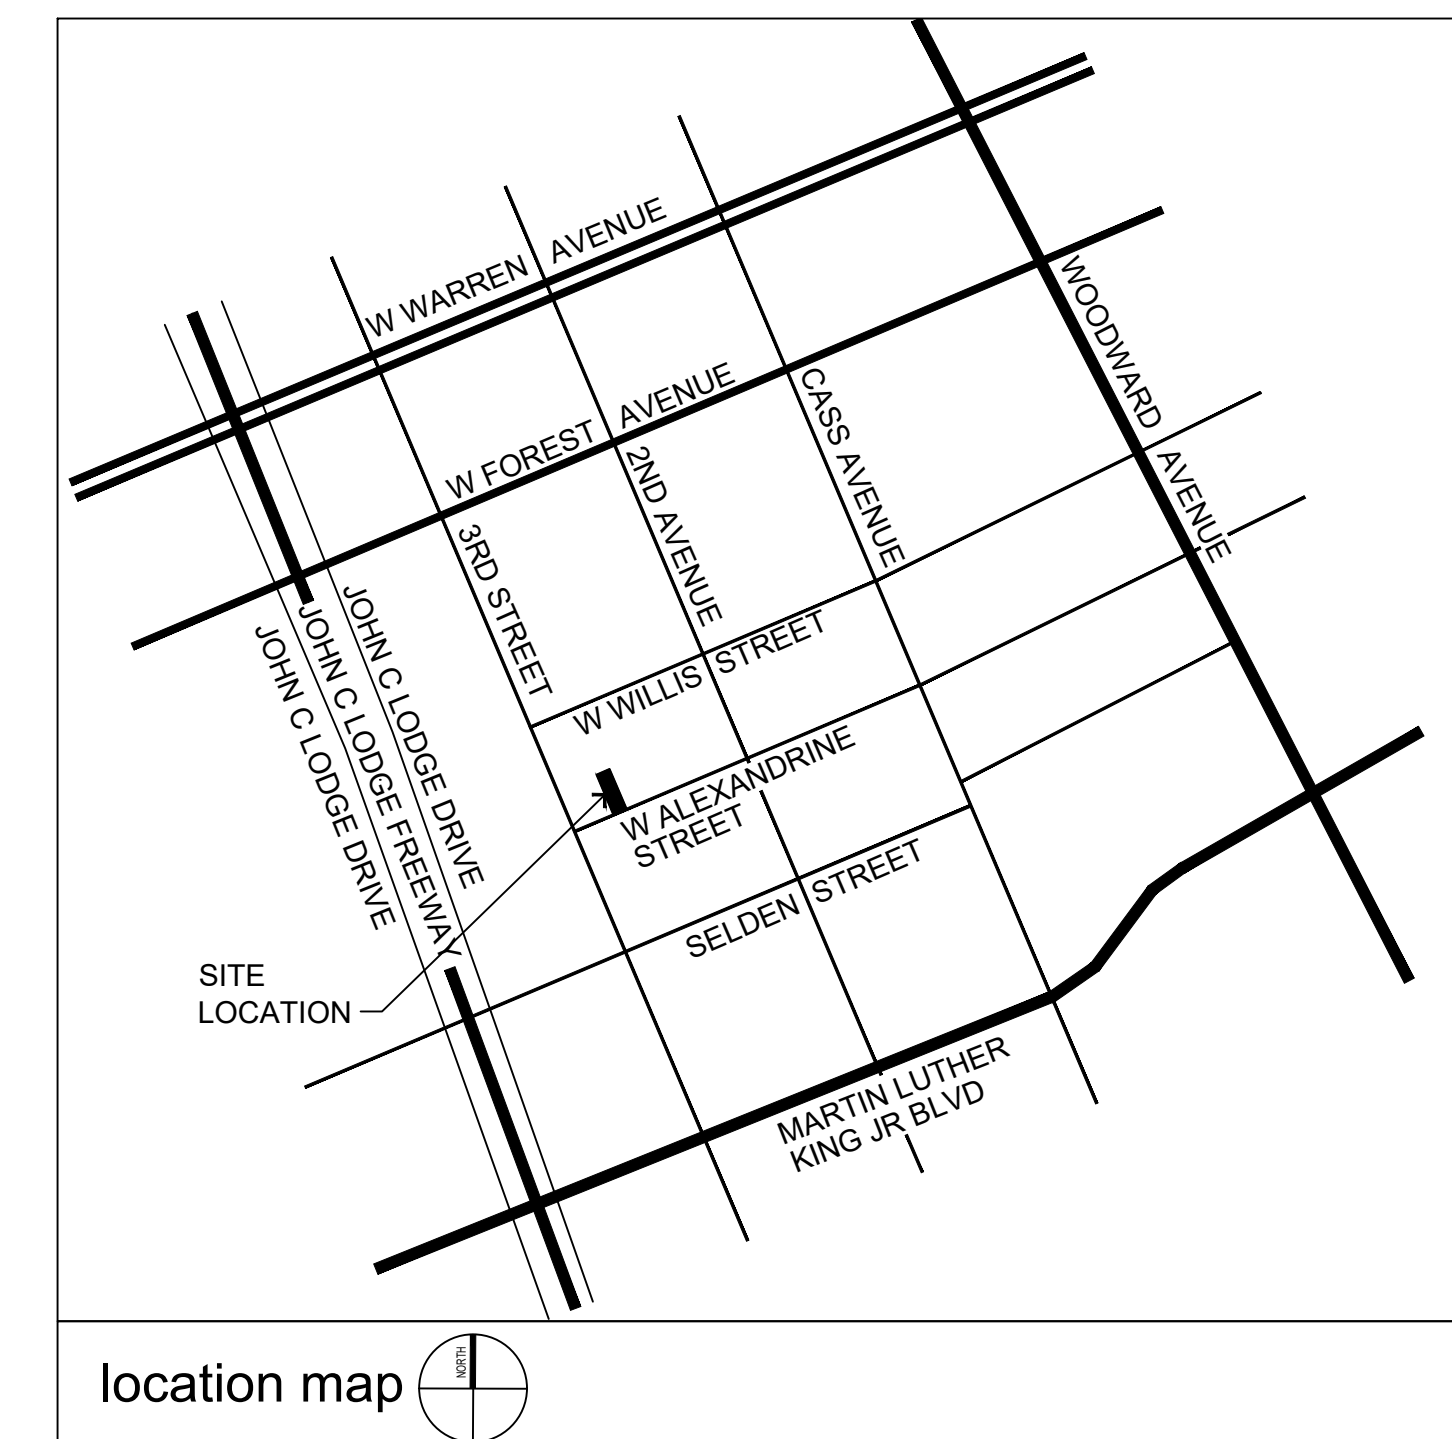 W WARREN AVENUE
W FOREST AVENUE
WOODWARD AVENUE
CASS AVENUE
2ND AVENUE
3RD STREET
JOHN C LODGE DRIVE
JOHN C LODGE FREEWAY
JOHN C LODGE DRIVE
W WILLIS STREET
W ALEXANDRINE
STREET
SELDEN STREET
SITE
LOCATION
MARTIN LUTHER
KING JR BLVD
location map
NORTH